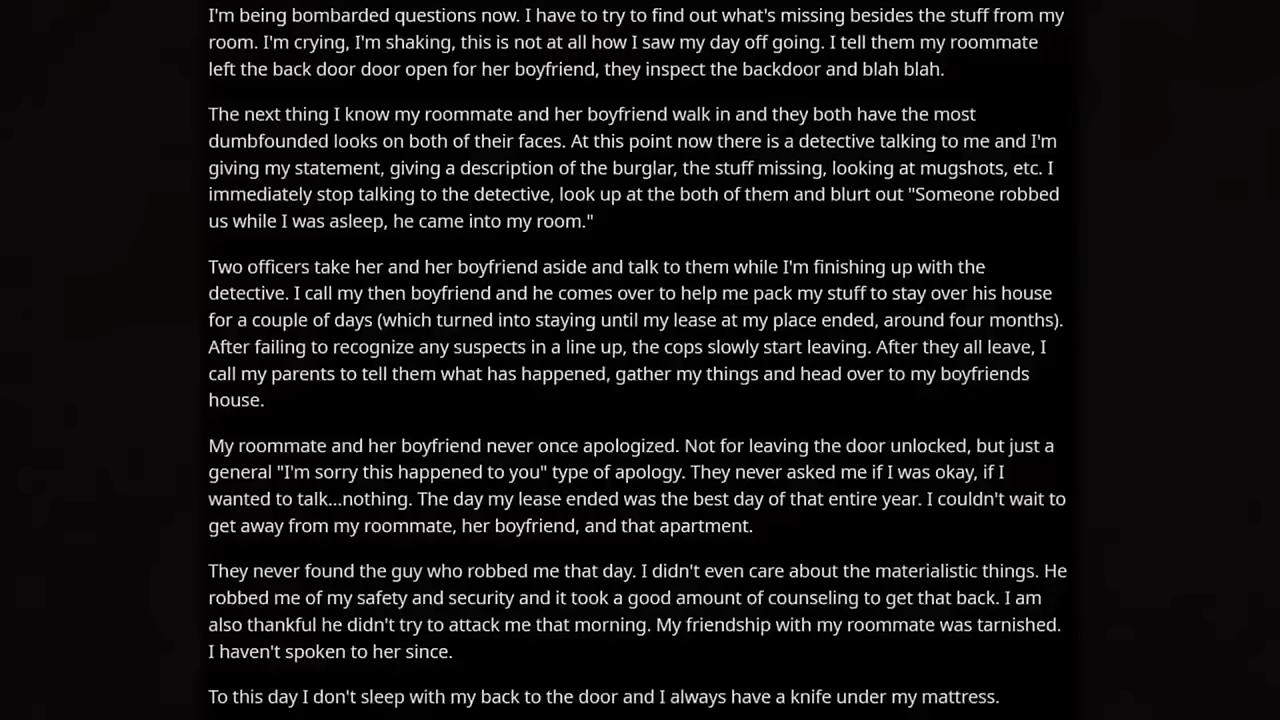 I'm being bombarded questions now. I have to try to find out what's missing besides the stuff from my
room. I'm crying, I'm shaking, this is not at all how I saw my day off going. I tell them my roommate
left the back door door open for her boyfriend, they inspect the backdoor and blah blah.
The next thing I know my roommate and her boyfriend walk in and they both have the most
dumbfounded looks on both of their faces. At this point now there is a detective talking to me and I'm
giving my statement, giving a description of the burglar, the stuff missing, looking at mugshots, etc. I
immediately stop talking to the detective, look up at the both of them and blurt out "Someone robbed
us while I was asleep, he came into my room."
Two officers take her and her boyfriend aside and talk to them while I'm finishing up with the
detective. I call my then boyfriend and he comes over to help me pack my stuff to stay over his house
for a couple of days (which turned into staying until my lease at my place ended, around four months).
After failing to recognize any suspects in a line up, the cops slowly start leaving. After they all leave, I
call my parents to tell them what has happened, gather my things and head over to my boyfriends
house.
My roommate and her boyfriend never once apologized. Not for leaving the door unlocked, but just a
general "I'm sorry this happened to you" type of apology. They never asked me if I was okay, if I
wanted to talk...nothing. The day my lease ended was the best day of that entire year. I couldn't wait to
get away from my roommate, her boyfriend, and that apartment.
They never found the guy who robbed me that day. I didn't even care about the materialistic things. He
robbed me of my safety and security and it took a good amount of counseling to get that back. I am
also thankful he didn't try to attack me that morning. My friendship with my roommate was tarnished.
I haven't spoken to her since.
To this day I don't sleep with my back to the door and I always have a knife under my mattress.